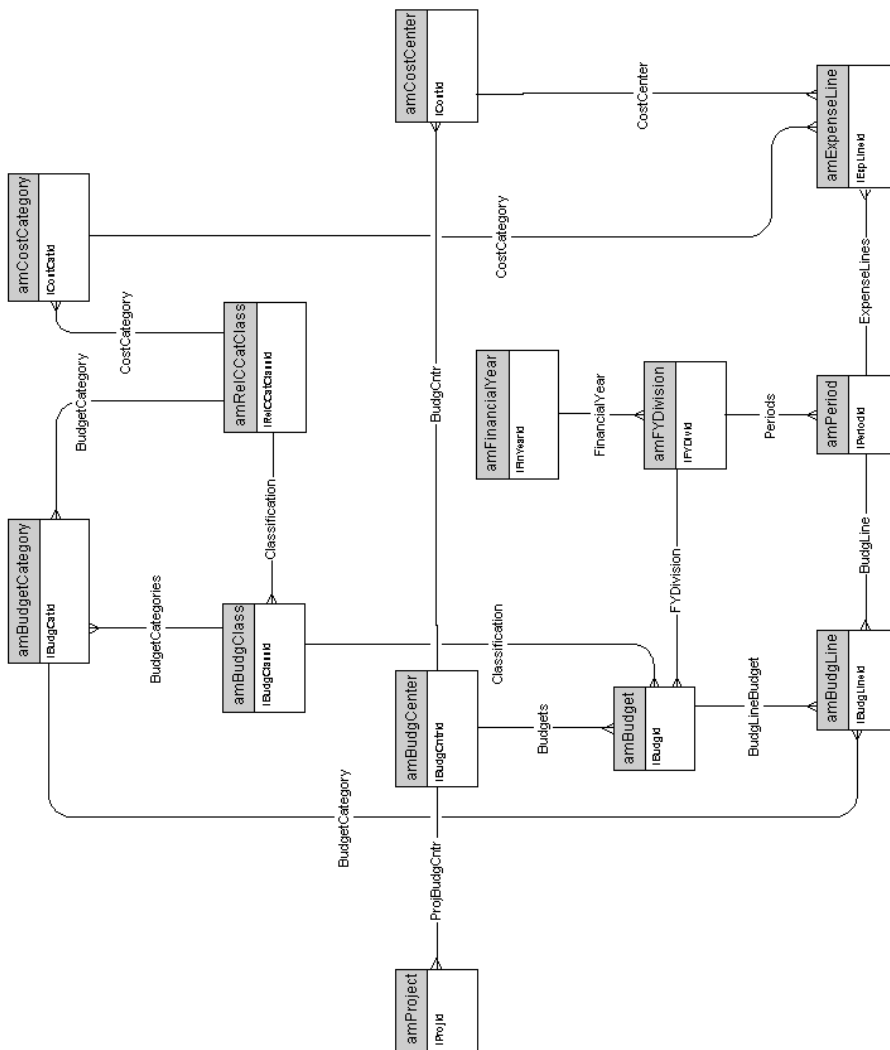 amCostCenter
lCostId
amCostCategory
lCostCatId
amExpenseLine
lExpLineId
CostCenter
CostCategory
CostCategory
amRelCCatClass
lRelCCatClassId
BudgetCategory
ExpenseLines
BudgCntr
amFinancialYear
lFinYearId
FinancialYear
amFYDivision
lFYDivId
Periods
amPeriod
lPeriodId
Classification
amBudgetCategory
lBudgCatId
BudgetCategories
amBudgClass
lBudgClassId
Classification
FYDivision
BudgLine
amBudgCenter
lBudgCntrId
Budgets
amBudget
lBudgId
BudgLineBudget
amBudgLine
lBudgLineId
BudgetCategory
ProjBudgCntr
amProject
lProjId